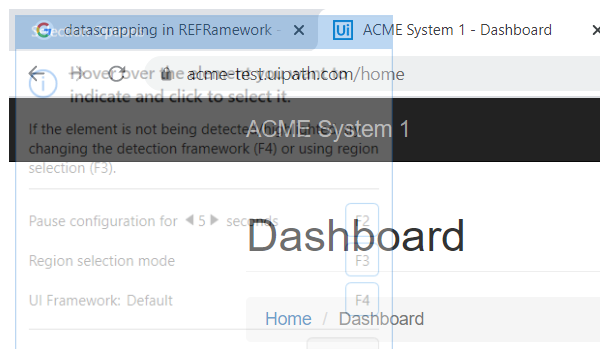 datascrapping in REFRamework -
Ui ACME System 1 - Dashboard
acme-test.uipath.com/home
Hover over the element you want to
indicate and click to select it.
ACME System 1
If the element is not being detected
changing the detection framework (F4) or using region
selection (F3).
Pause configuration for 5 seconds F2
Dashboard
Region selection mode F3
UI Framework: Default F4
Home / Dashboard